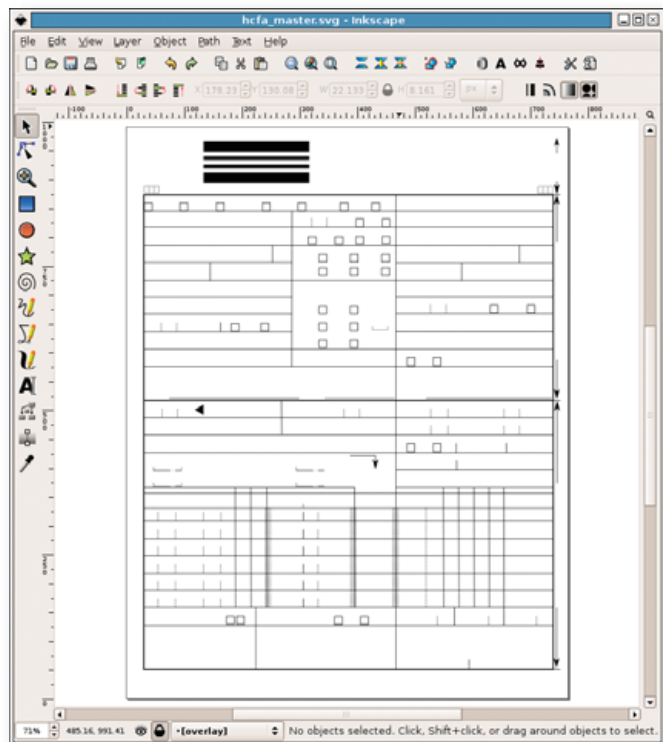 hcfa_master.svg - Inkscape
File Edit View Layer Object Path Text Help
X 178.23 Y 130.08 W 22.133 H 8.161 px
-100 0 100 200 300 400 500 600 700 800
71% 485.16, 991.41 •[overlay] No objects selected. Click, Shift+click, or drag around objects to select.